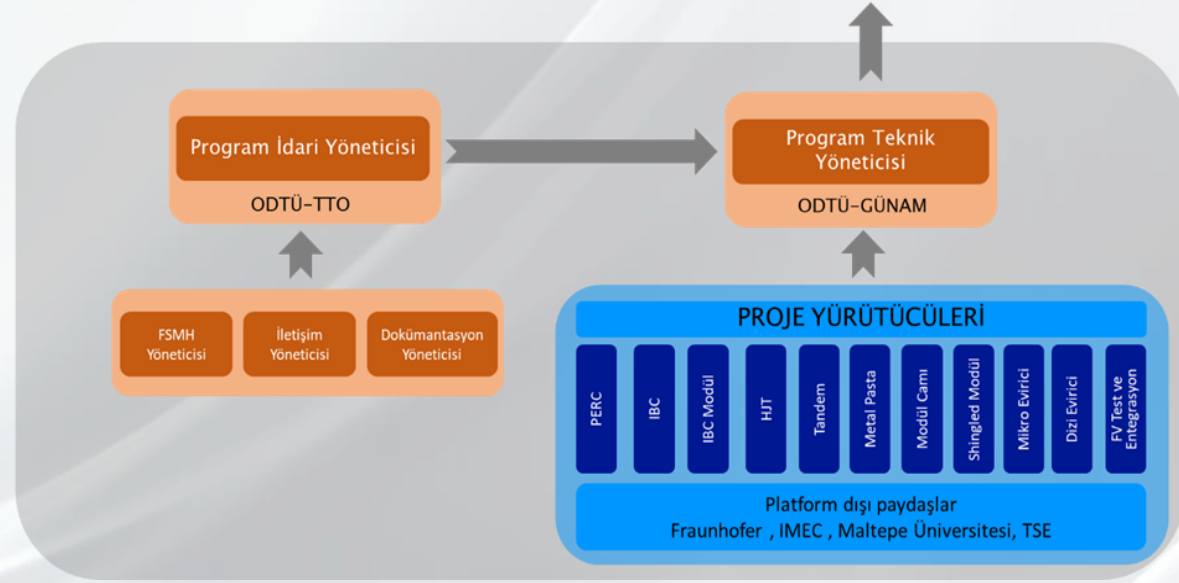 Program İdari Yöneticisi
ODTÜ-TTO
Program Teknik
Yöneticisi
ODTÜ-GÜNAM
FSMH
Yöneticisi
İletişim
Yöneticisi
Dokümantasyon
Yöneticisi
PROJE YÜRÜTÜCÜLERİ
PERC
IBC
IBC Modül
HJT
Tandem
Metal Pasta
Modül Camı
Shingled Modül
Mikro Evirici
Dizi Evirici
FV Test ve
Entegrasyon
Platform dışı paydaşlar
Fraunhofer , IMEC , Maltepe Üniversitesi, TSE